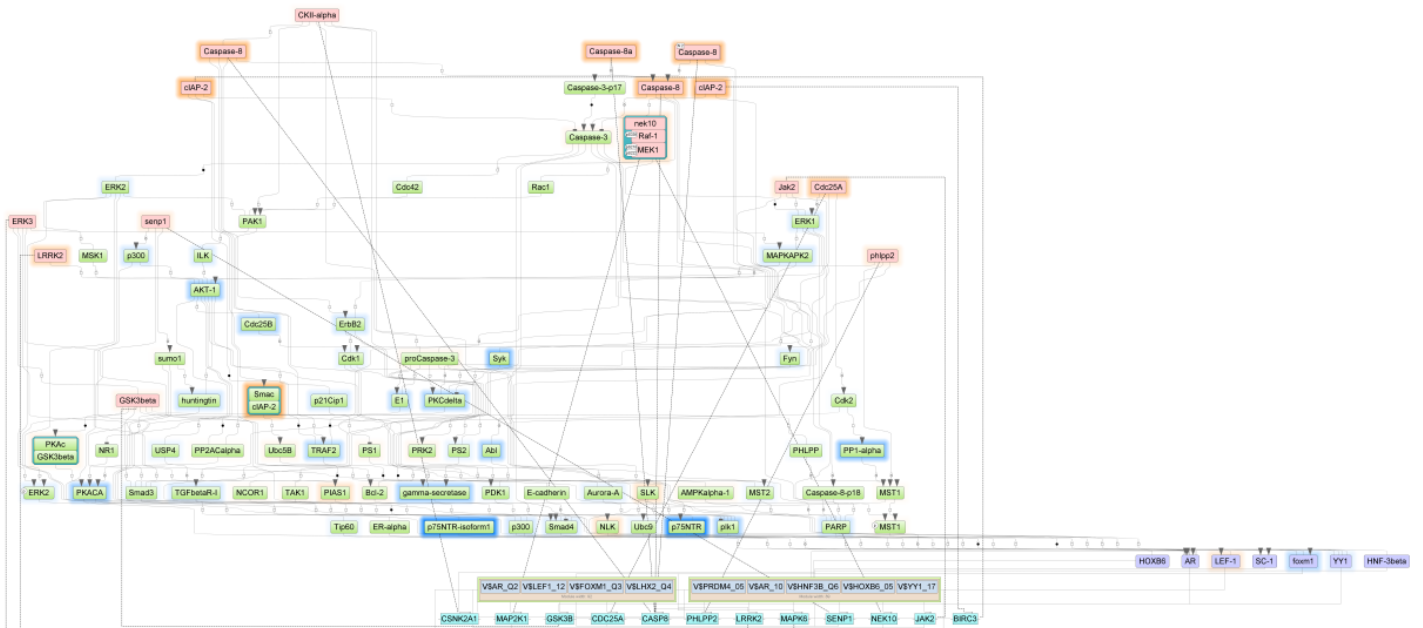 CKII-alpha
Caspase-8
Caspase-8a
Caspase-8
cIAP-2
Caspase-3-p17
Caspase-8
cIAP-2
nek10
Raf-1
MEK1
Caspase-3
ERK2
Cdc42
Rac1
Jak2
Cdc25A
ERK3
senp1
PAK1
ERK1
LRRK2
MSK1
p300
ILK
MAPKAPK2
phlpp2
AKT-1
Cdc25B
ErbB2
sumo1
Cdk1
proCaspase-3
Syk
Fyn
GSK3beta
huntingtin
Smac
cIAP-2
p21Cip1
E1
PKCdelta
Cdk2
PKAc
GSK3beta
NR1
USP4
PP2ACalpha
Ubc5B
TRAF2
PS1
PRK2
PS2
Abl
PHLPP
PP1-alpha
ERK2
PKACA
Smad3
TGFbetaR-I
NCOR1
TAK1
PIAS1
Bcl-2
gamma-secretase
PDK1
E-cadherin
Aurora-A
SLK
AMPKalpha-1
MST2
Caspase-8-p18
MST1
Tip60
ER-alpha
p75NTR-isoform1
p300
Smad4
NLK
Ubc9
p75NTR
plk1
PARP
MST1
HOXB6
AR
LEF-1
SC-1
foxm1
YY1
HNF-3beta
V$AR_Q2
V$LEF1_12
V$FOXM1_Q3
V$LHX2_Q4
V$PRDM4_05
V$AR_10
V$HNF3B_Q6
V$HOXB6_05
V$YY1_17
CSNK2A1
MAP2K1
GSK3B
CDC25A
CASP8
PHLPP2
LRRK2
MAPK6
SENP1
NEK10
JAK2
BIRC3